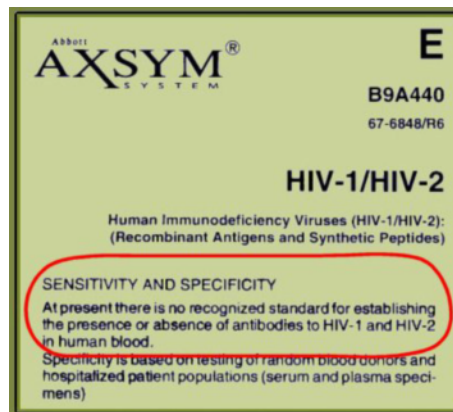 Abbott
AXSYM®
SYSTEM
E
B9A440
67-6848/R6
HIV-1/HIV-2
Human Immunodeficiency Viruses (HIV-1/HIV-2):
(Recombinant Antigens and Synthetic Peptides)
SENSITIVITY AND SPECIFICITY
At present there is no recognized standard for establishing
the presence or absence of antibodies to HIV-1 and HIV-2
in human blood.
Specificity is based on testing of random blood donors and
hospitalized patient populations (serum and plasma speci-
mens)